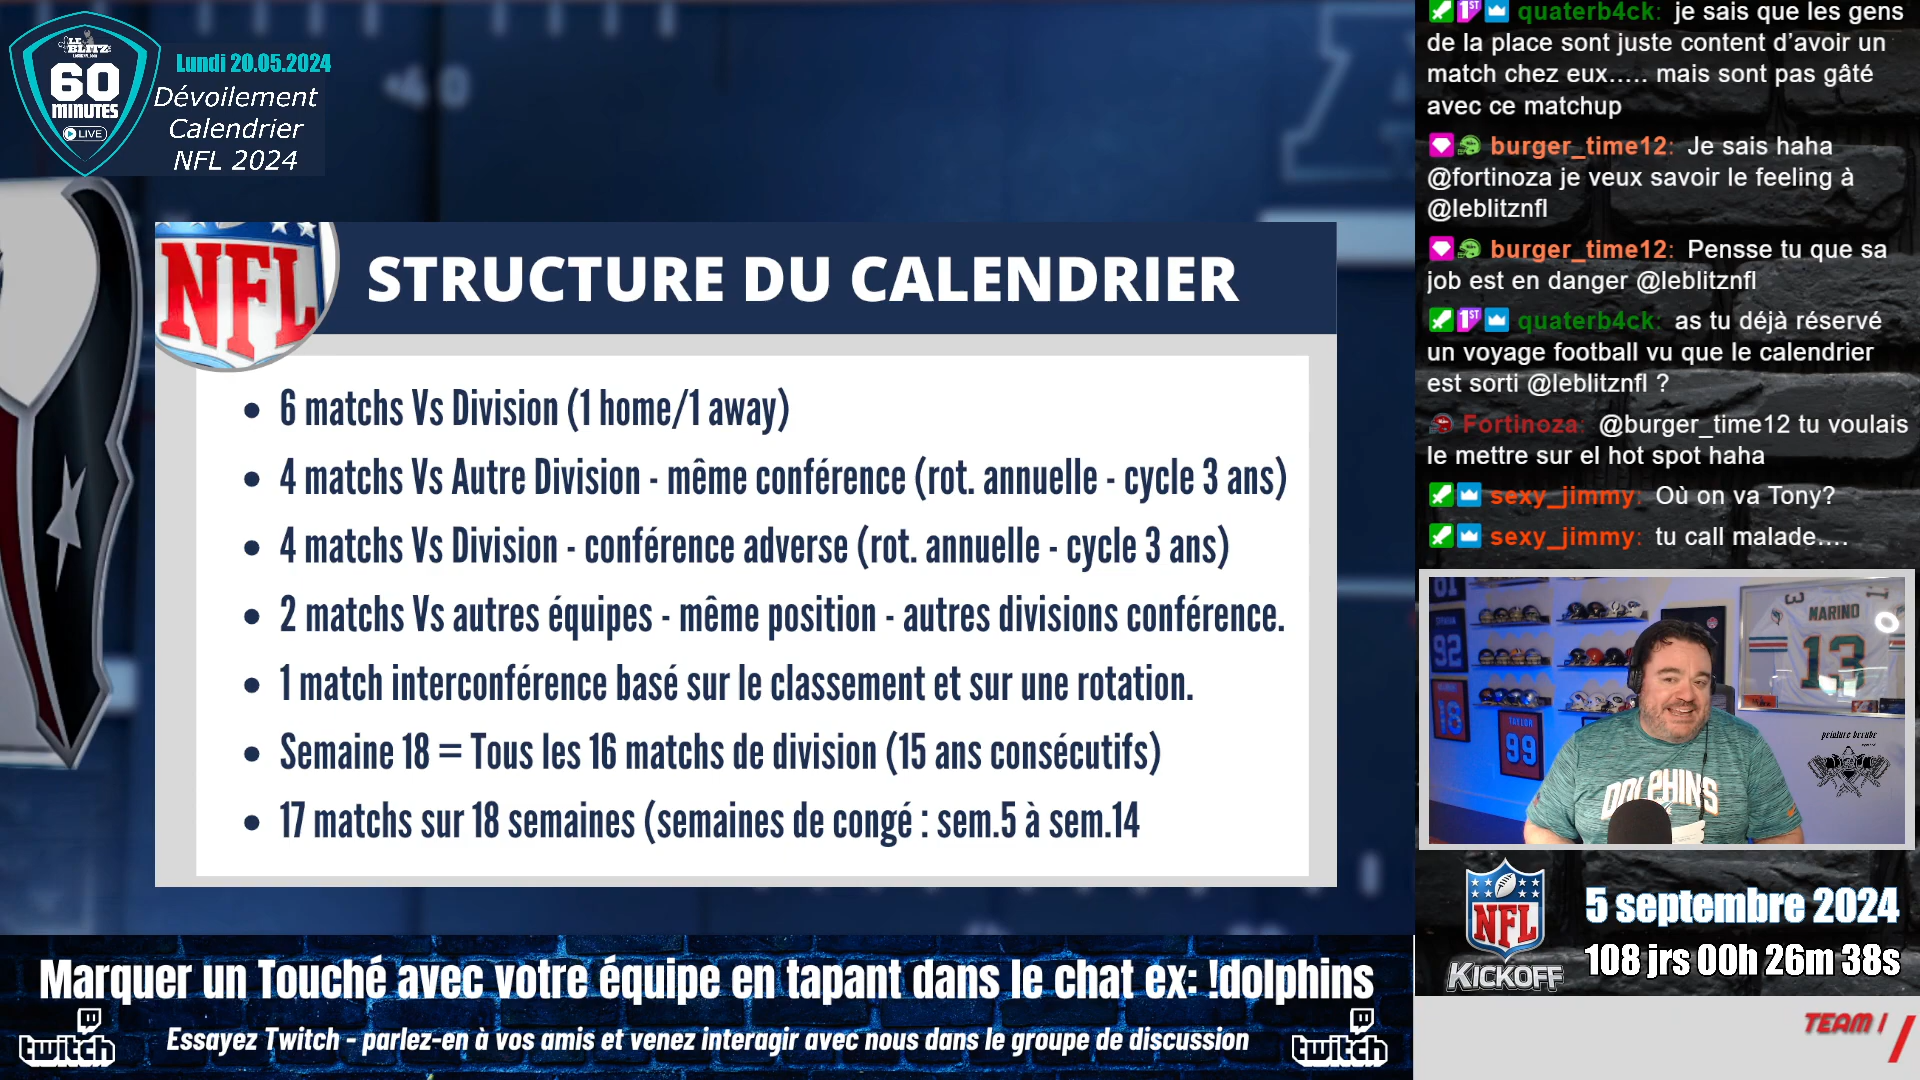 LE
BLITZ
60
MINUTES
LIVE
Lundi 20.05.2024
Dévoilement
Calendrier
NFL 2024
NFL
STRUCTURE DU CALENDRIER
• 6 matchs Vs Division (1 home/1 away)
• 4 matchs Vs Autre Division - même conférence (rot. annuelle - cycle 3 ans)
• 4 matchs Vs Division - conférence adverse (rot. annuelle - cycle 3 ans)
• 2 matchs Vs autres équipes - même position - autres divisions conférence.
• 1 match interconférence basé sur le classement et sur une rotation.
• Semaine 18 = Tous les 16 matchs de division (15 ans consécutifs)
• 17 matchs sur 18 semaines (semaines de congé : sem.5 à sem.14
Marquer un Touché avec votre équipe en tapant dans le chat ex: !dolphins
twitch
Essayez Twitch - parlez-en à vos amis et venez interagir avec nous dans le groupe de discussion
twitch
1ST quaterb4ck: je sais que les gens
de la place sont juste content d’avoir un
match chez eux..... mais sont pas gâté
avec ce matchup
burger_time12: Je sais haha
@fortinoza je veux savoir le feeling à
@leblitznfl
burger_time12: Pensse tu que sa
job est en danger @leblitznfl
1ST quaterb4ck: as tu déjà réservé
un voyage football vu que le calendrier
est sorti @leblitznfl ?
Fortinoza: @burger_time12 tu voulais
le mettre sur el hot spot haha
sexy_jimmy: Où on va Tony?
sexy_jimmy: tu call malade....
81
92
18
TAYLOR
99
MARINO
13
DOLPHINS
peinture berube
NFL
KICKOFF
5 septembre 2024
108 jrs 00h 26m 38s
TEAM 1